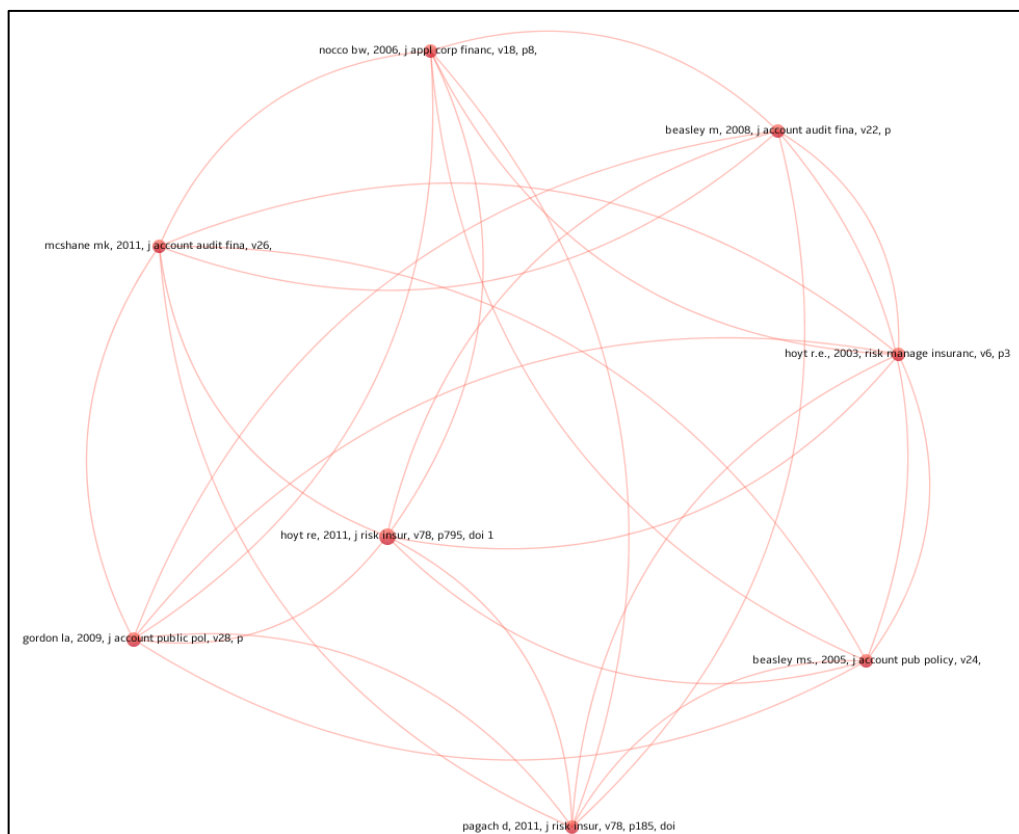 nocco bw, 2006, j appl corp financ, v18, p8,
beasley m, 2008, j account audit fina, v22, p
mcshane mk, 2011, j account audit fina, v26,
hoyt r.e., 2003, risk manage insuranc, v6, p3
hoyt re, 2011, j risk insur, v78, p795, doi 1
gordon la, 2009, j account public pol, v28, p
beasley ms., 2005, j account pub policy, v24,
pagach d, 2011, j risk insur, v78, p185, doi